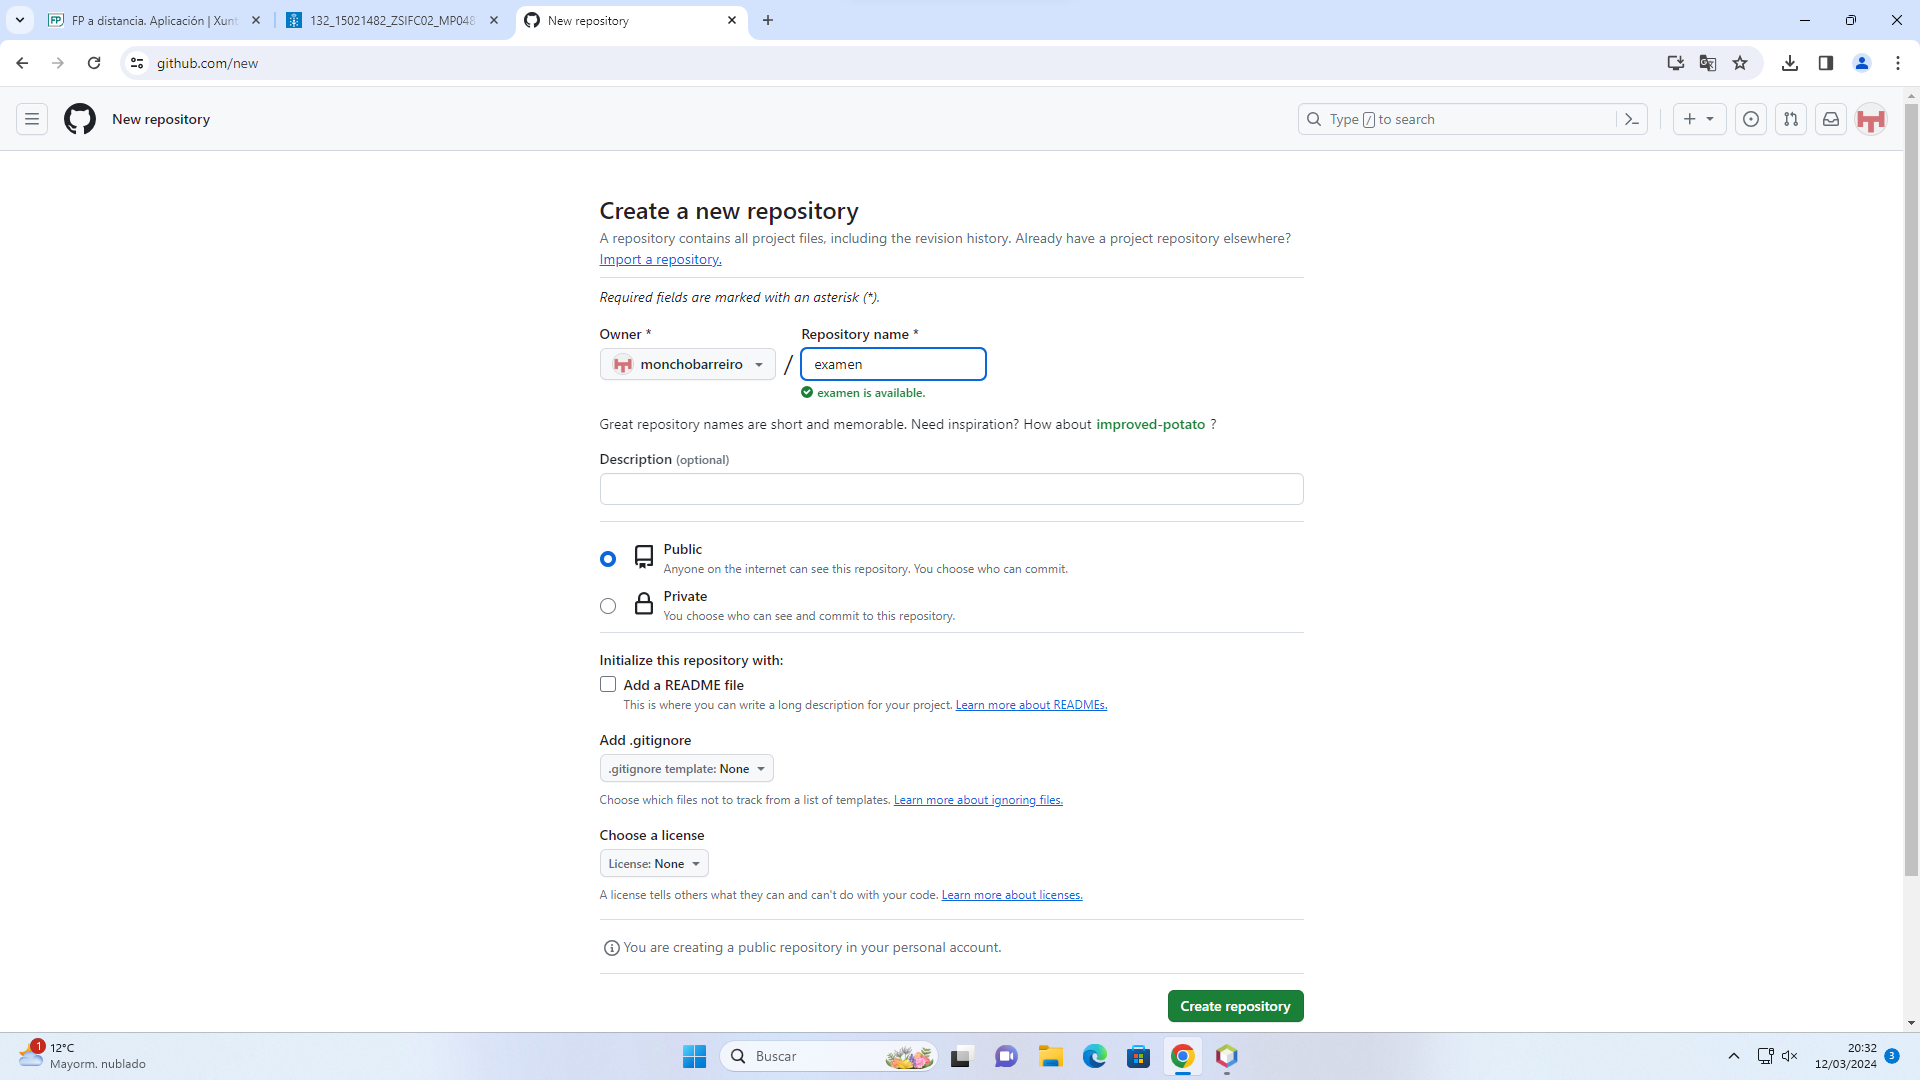 FP a distancia. Aplicación | Xunt
132_15021482_ZSIFC02_MP048
New repository
github.com/new
New repository
Type / to search
Create a new repository
A repository contains all project files, including the revision history. Already have a project repository elsewhere?
Import a repository.
Required fields are marked with an asterisk (*).
Owner *
Repository name *
monchobarreiro
/
examen
examen is available.
Great repository names are short and memorable. Need inspiration? How about improved-potato ?
Description (optional)
Public
Anyone on the internet can see this repository. You choose who can commit.
Private
You choose who can see and commit to this repository.
Initialize this repository with:
Add a README file
This is where you can write a long description for your project. Learn more about READMEs.
Add .gitignore
.gitignore template: None
Choose which files not to track from a list of templates. Learn more about ignoring files.
Choose a license
License: None
A license tells others what they can and can't do with your code. Learn more about licenses.
You are creating a public repository in your personal account.
Create repository
1
12°C
Mayorm. nublado
Buscar
20:32
12/03/2024
3